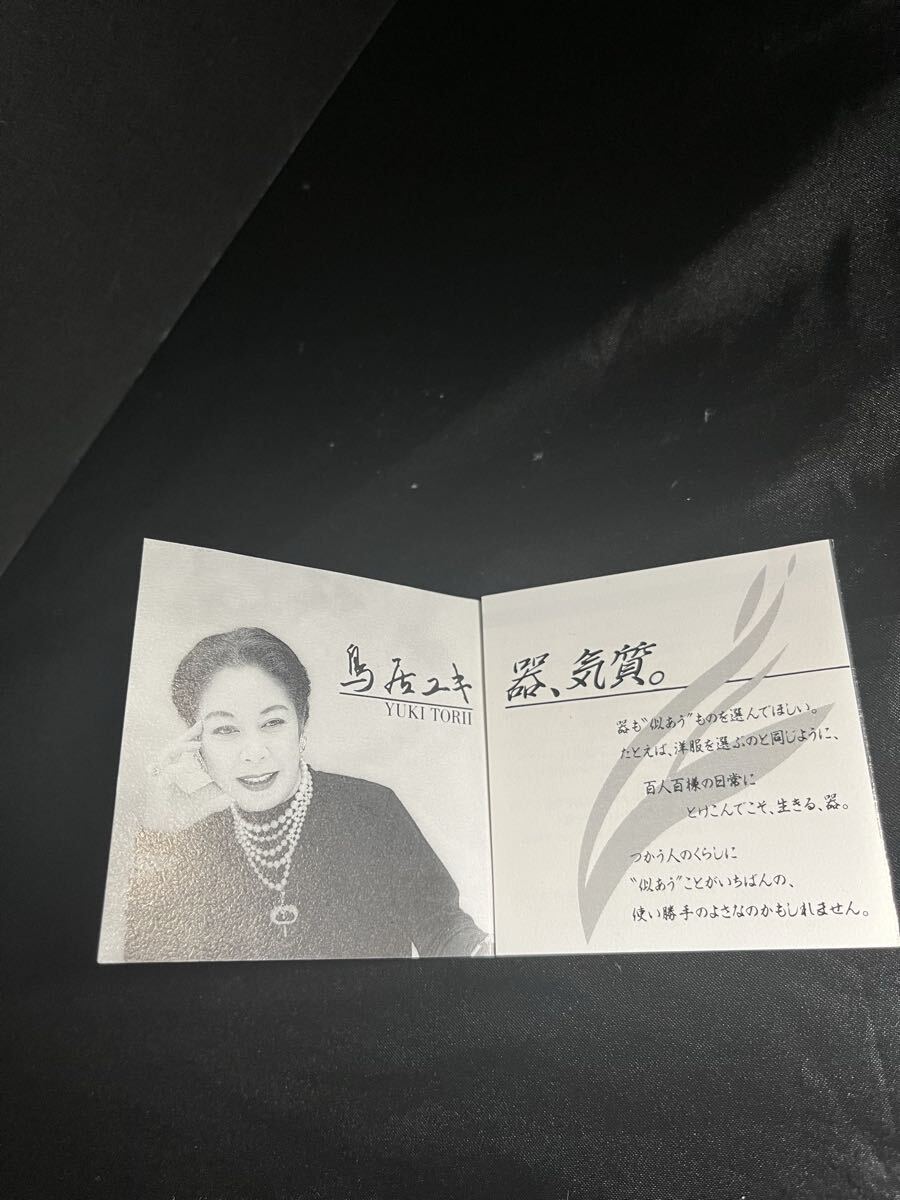 鳥居ユキ
YUKI TORII
器、気質。
器も"似あう"ものを選んでほしい。
たとえば、洋服を選ぶのと同じように、
百人百様の日常に
とけこんでこそ、生きる、器。
つかう人のくらしに
"似あう"ことがいちばんの、
使い勝手のよさなのかもしれません。